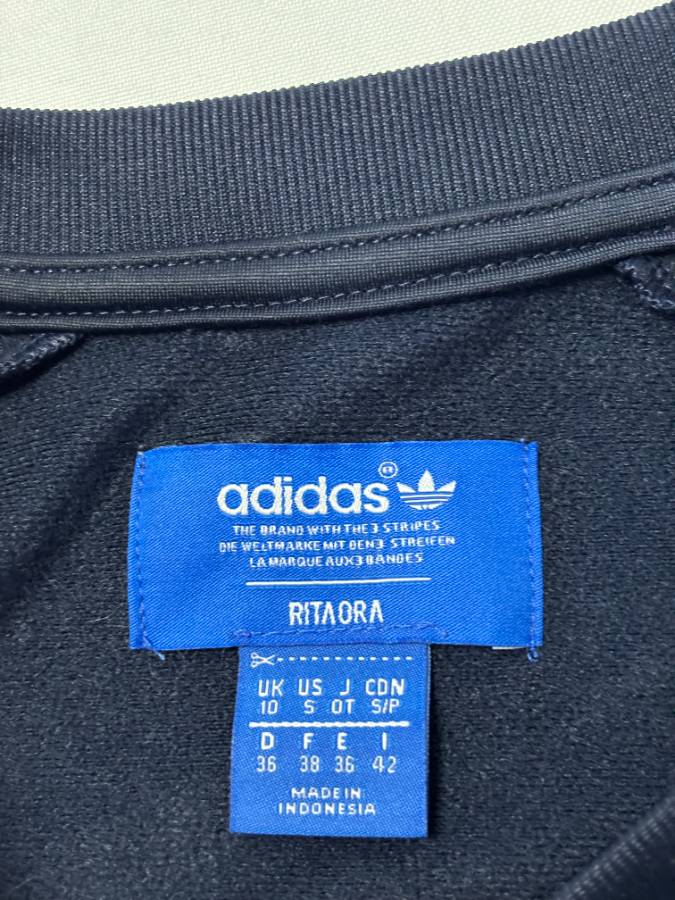 adidas®
THE BRAND WITH THE 3 STRIPES
DIE WELTMARKE MIT DEN 3 STREIFEN
LA MARQUE AUX 3 BANDES
RITA ORA
UK US J CDN
10 S OT S/P
D F E I
36 38 36 42
MADE IN
INDONESIA